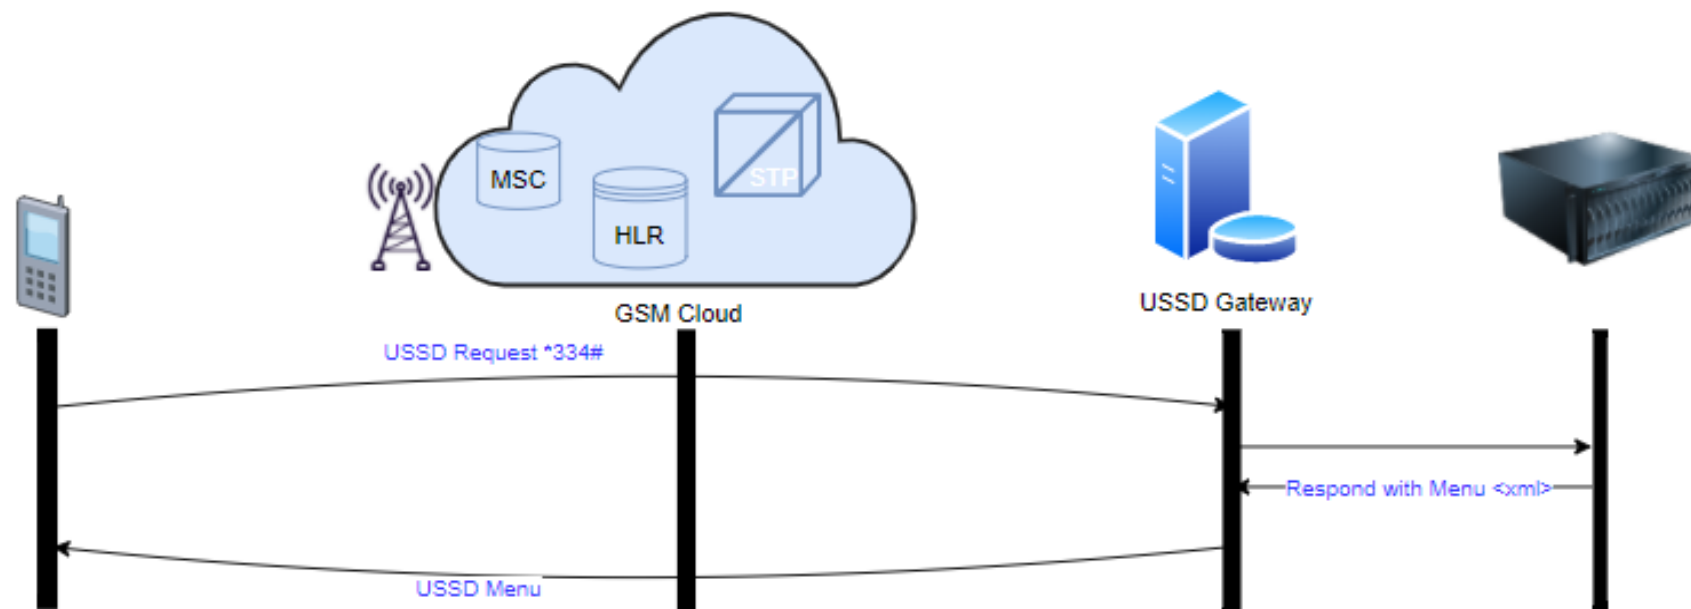 MSC
STP
HLR
GSM Cloud
USSD Gateway
USSD Request *334#
Respond with Menu <xml>
USSD Menu